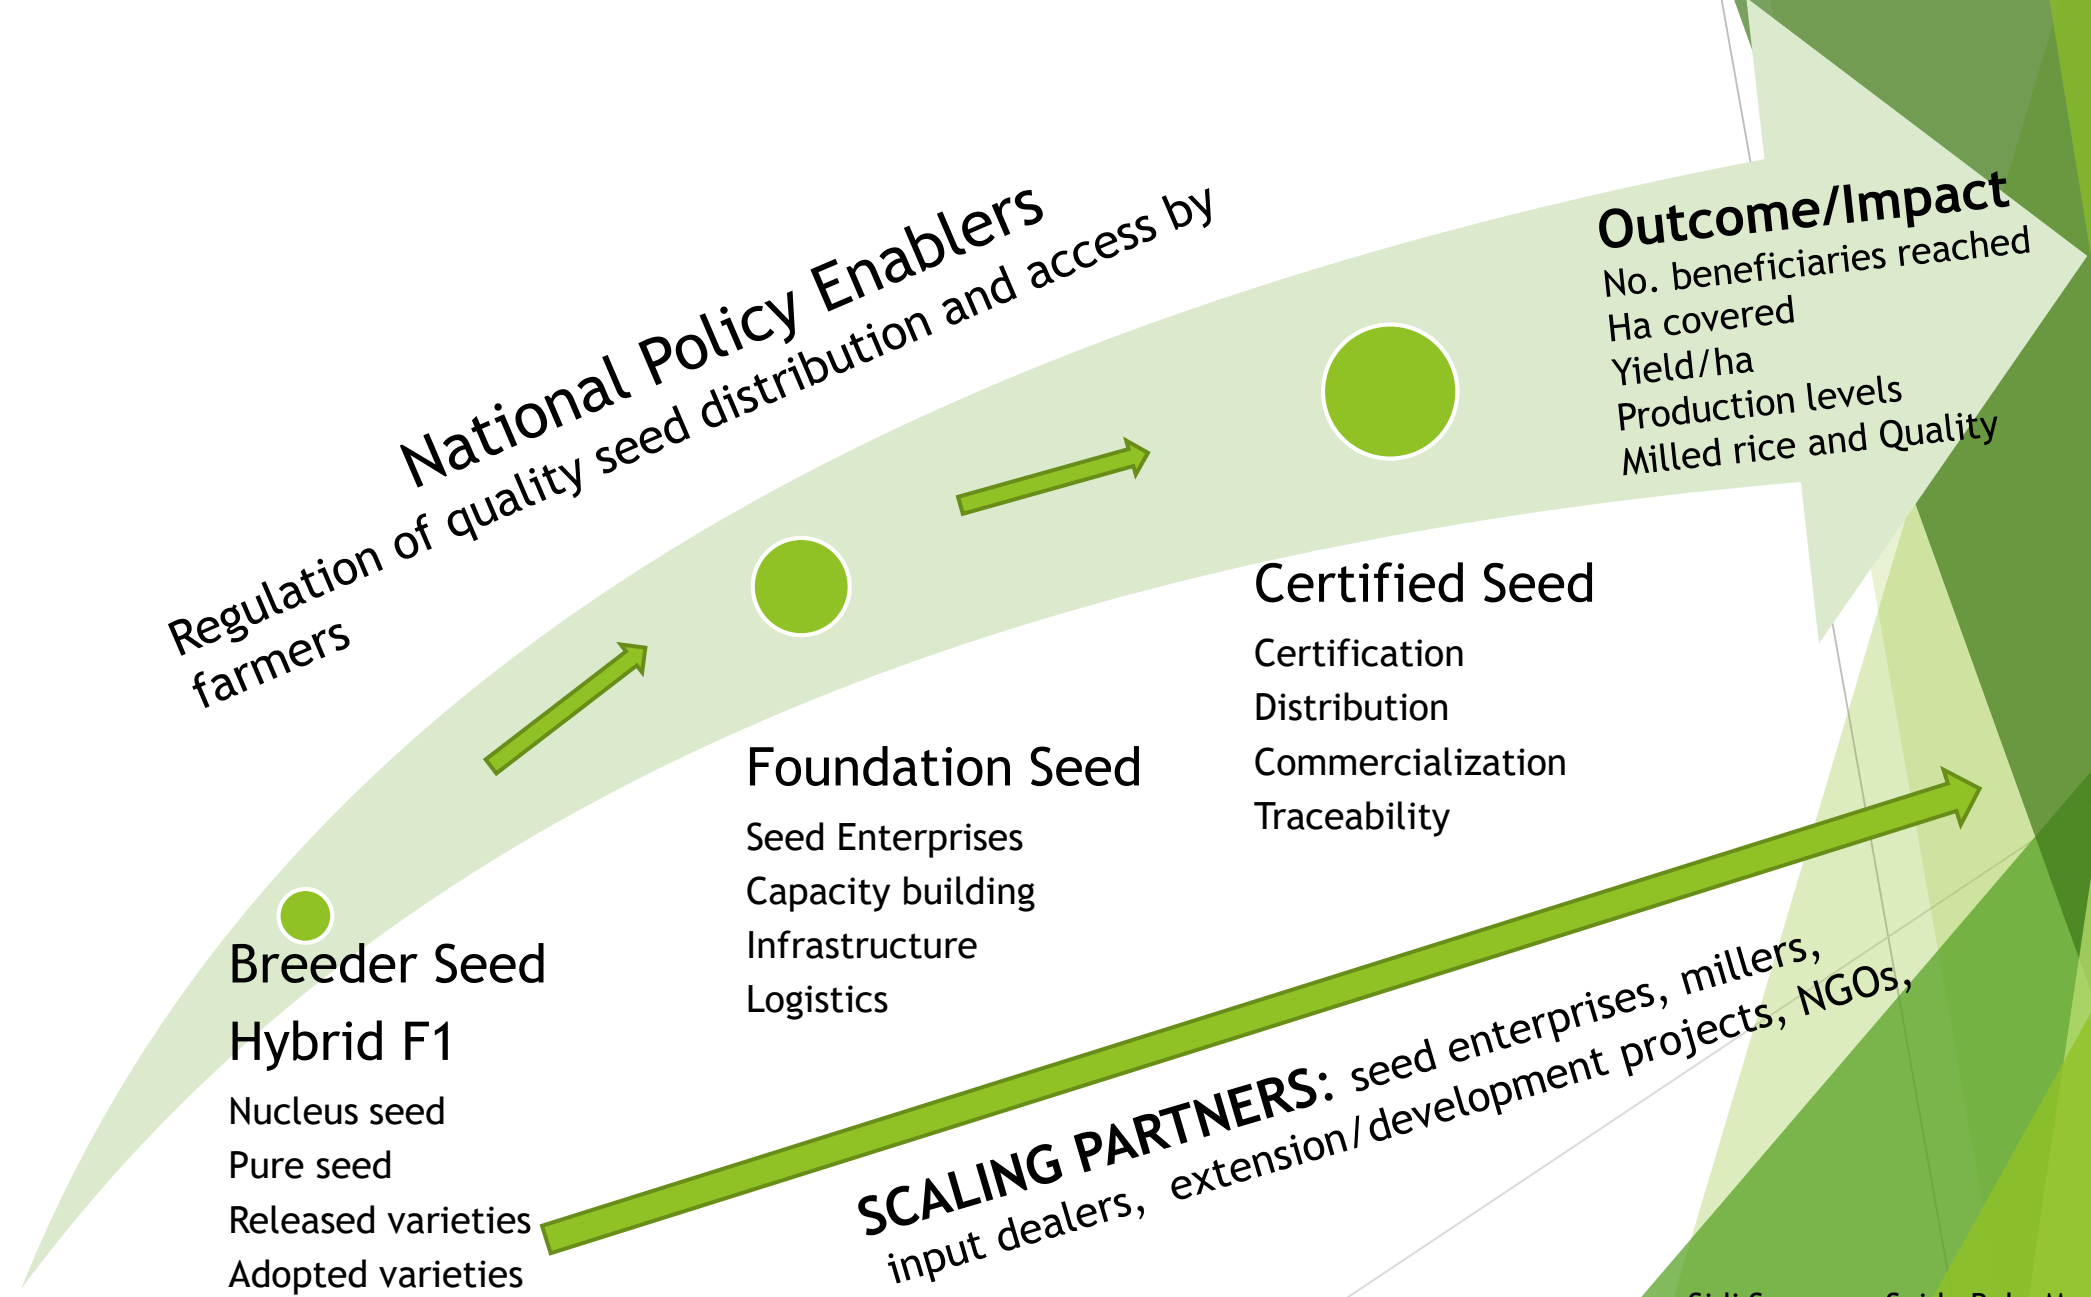 National Policy Enablers
Regulation of quality seed distribution and access by
farmers
Outcome/Impact
No. beneficiaries reached
Ha covered
Yield/ha
Production levels
Milled rice and Quality
Certified Seed
Certification
Distribution
Commercialization
Traceability
Foundation Seed
Seed Enterprises
Capacity building
Infrastructure
Logistics
Breeder Seed
Hybrid F1
Nucleus seed
Pure seed
Released varieties
Adopted varieties
SCALING PARTNERS: seed enterprises, millers,
input dealers, extension/development projects, NGOs,